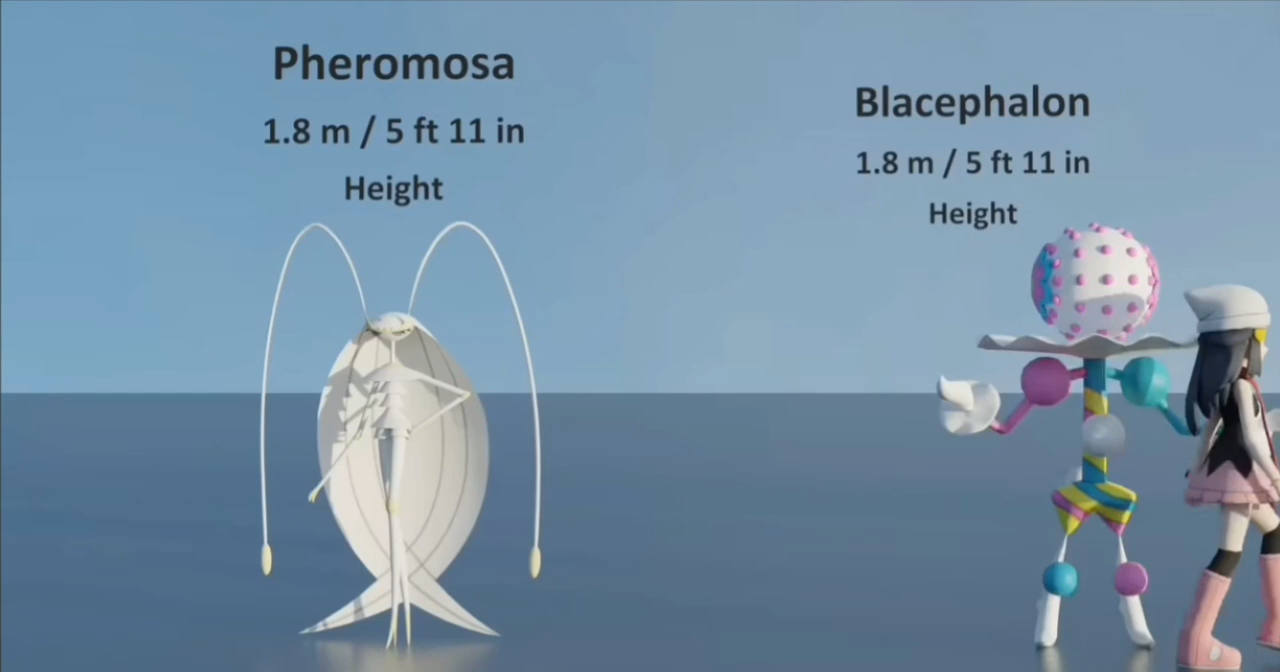 Pheromosa
1.8 m / 5 ft 11 in
Height
Blacephalon
1.8 m / 5 ft 11 in
Height